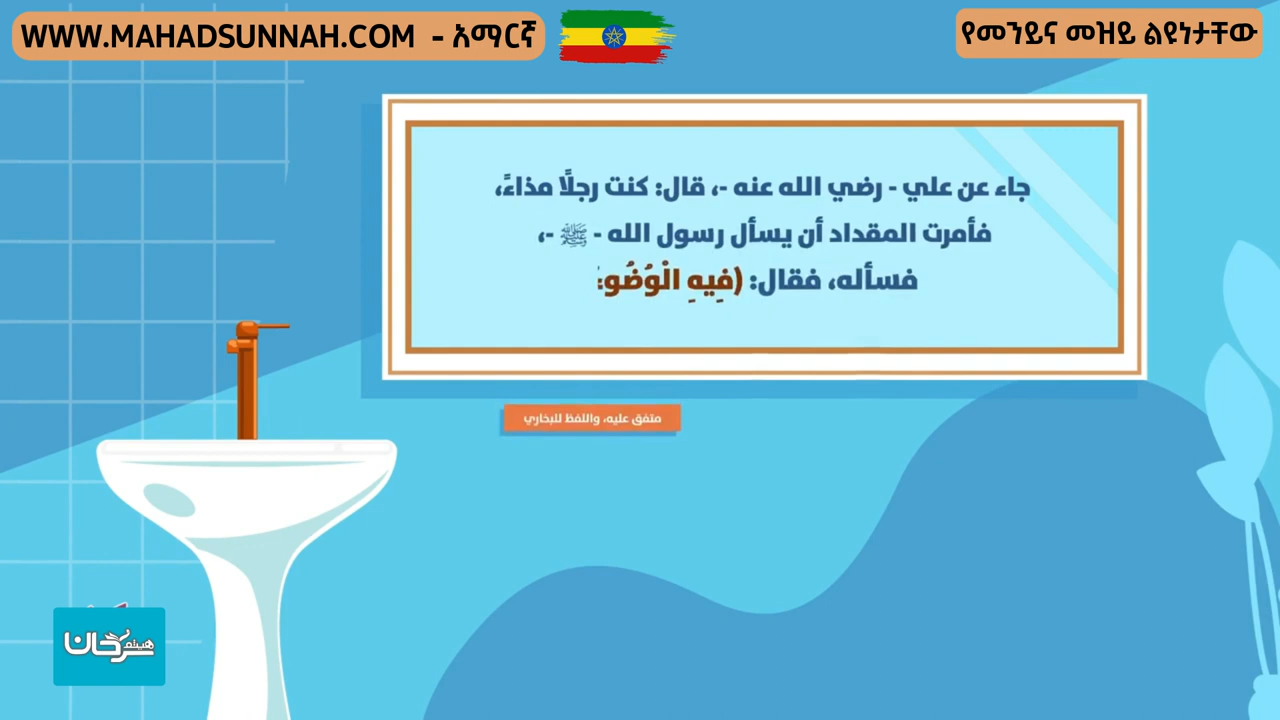 WWW.MAHADSUNNAH.COM - አማርኛ
የመንይና መዝይ ልዩነታቸው
جاء عن علي - رضي الله عنه -، قال: كنت رجلًا مذاءً،
فأمرت المقداد أن يسأل رسول الله - ﷺ -،
فسأله، فقال: (فِيهِ الْوُضُوء
متفق عليه، واللفظ للبخاري
هيثم سرحان